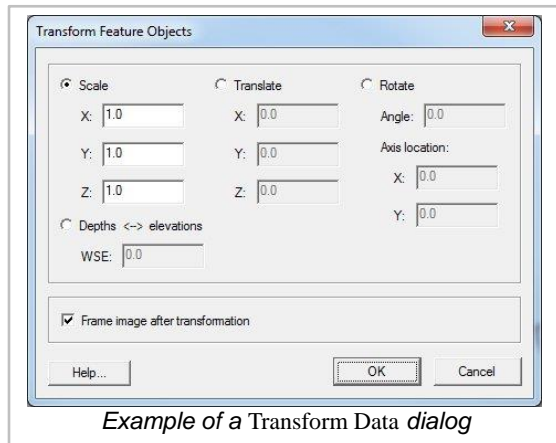 Transform Feature Objects
Scale Translate Rotate
X: 1.0 X: 0.0 Angle: 0.0
Y: 1.0 Y: 0.0 Axis location:
Z: 1.0 Z: 0.0 X: 0.0
Depths <--> elevations Y: 0.0
WSE: 0.0
Frame image after transformation
Help... OK Cancel
Example of a Transform Data dialog